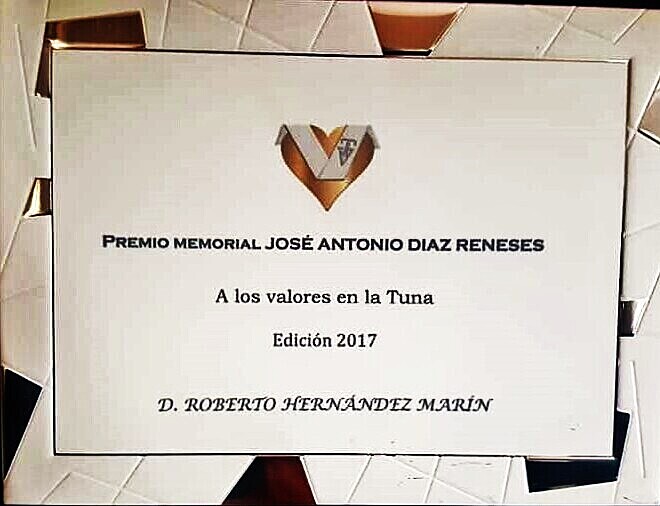 PREMIO MEMORIAL JOSÉ ANTONIO DIAZ RENESES
A los valores en la Tuna
Edición 2017
D. ROBERTO HERNÁNDEZ MARÍN